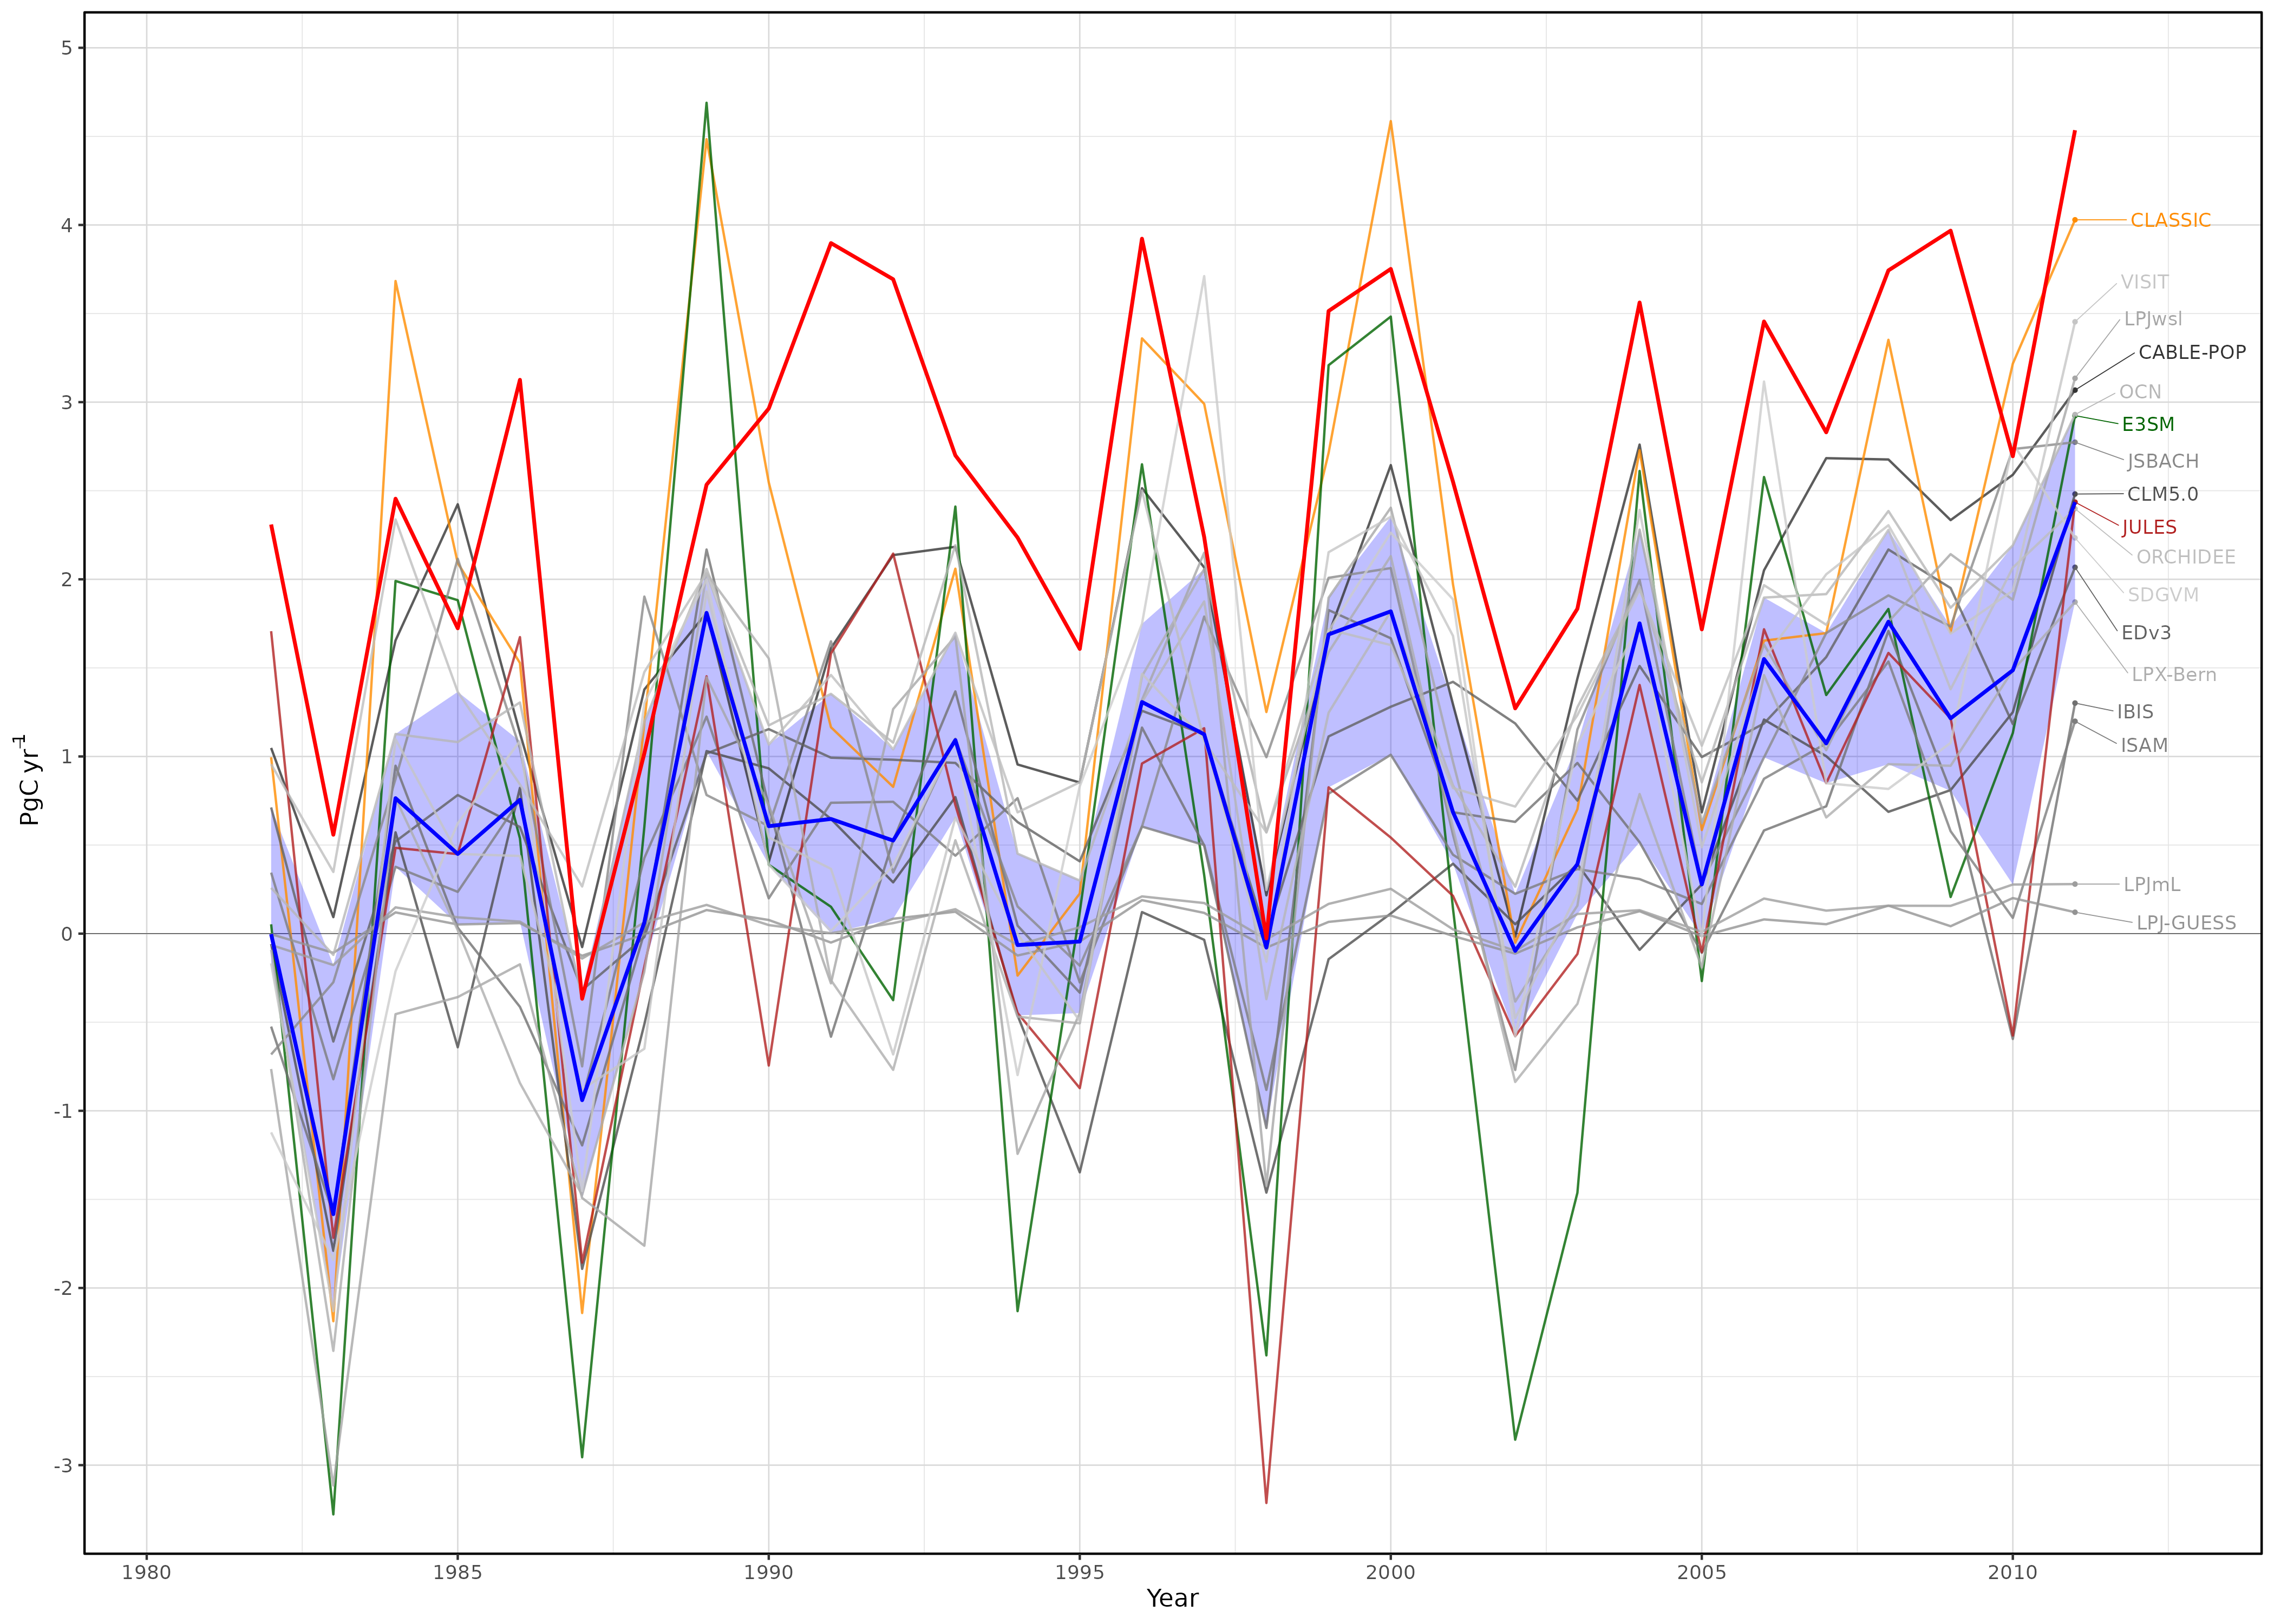 5
4
3
2
1
0
-1
-2
-3
PgC yr⁻¹
1980
1985
1990
1995
2000
2005
2010
Year
CLASSIC
VISIT
LPJwsl
CABLE-POP
OCN
E3SM
JSBACH
CLM5.0
JULES
ORCHIDEE
SDGVM
EDv3
LPX-Bern
IBIS
ISAM
LPJmL
LPJ-GUESS